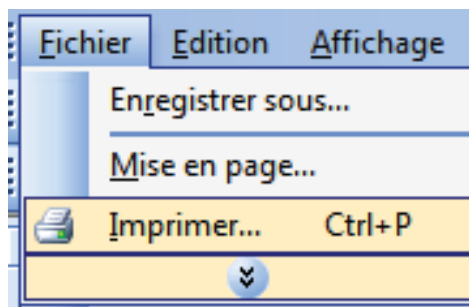 Fichier Edition Affichage
Enregistrer sous...
Mise en page...
Imprimer... Ctrl+P